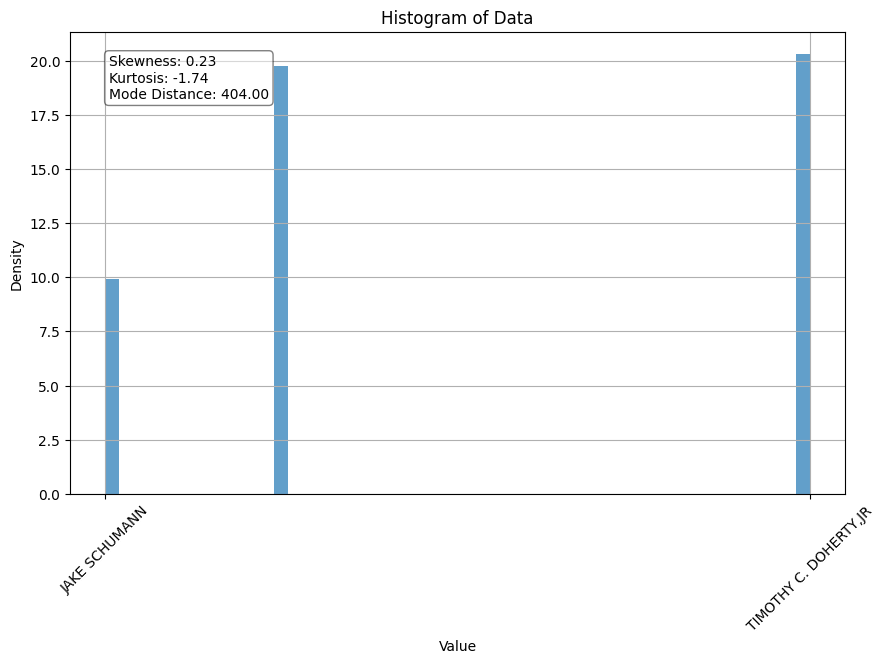 Histogram of Data
Skewness: 0.23
Kurtosis: -1.74
Mode Distance: 404.00
20.0
17.5
15.0
12.5
10.0
7.5
5.0
2.5
0.0
Density
JAKE SCHUMANN
TIMOTHY C. DOHERTY,JR
Value